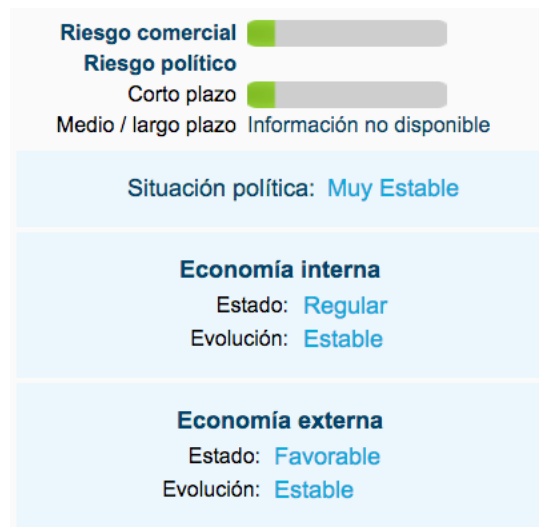 Riesgo comercial
Riesgo político
Corto plazo
Medio / largo plazo Información no disponible
Situación política: Muy Estable
Economía interna
Estado: Regular
Evolución: Estable
Economía externa
Estado: Favorable
Evolución: Estable